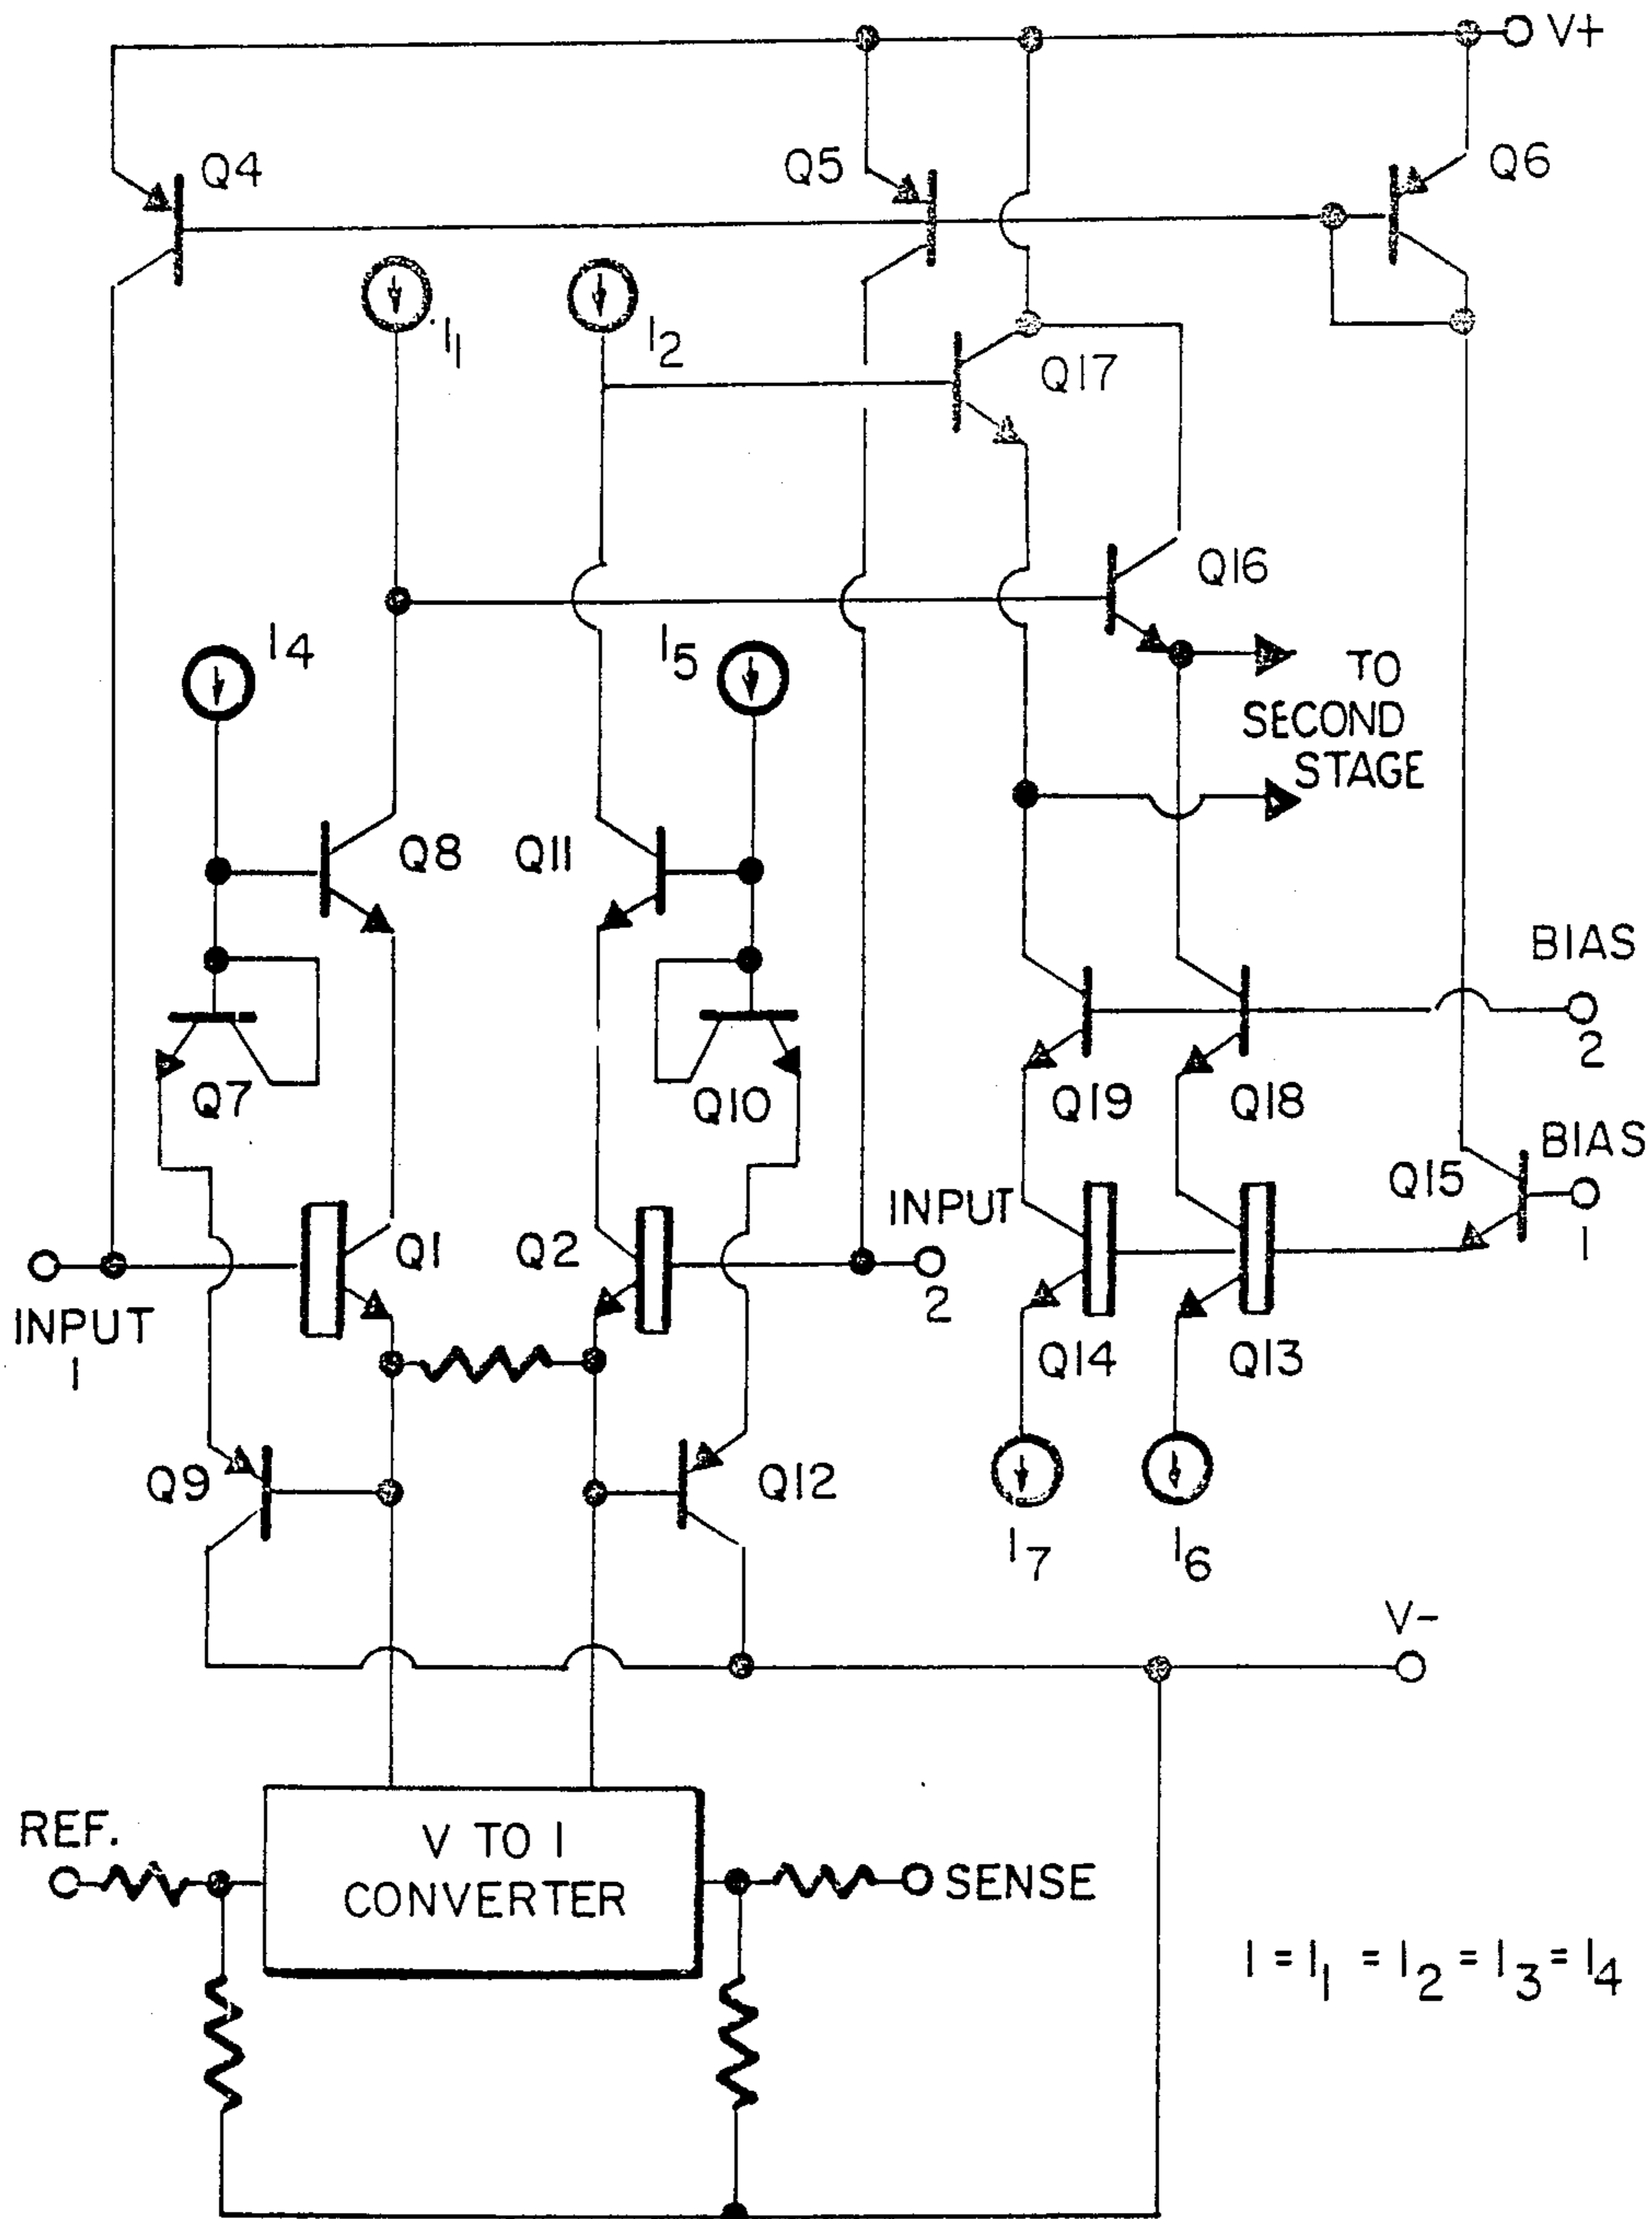 V+
Q4
Q5
Q6
I1
I2
Q17
Q16
I4
I5
TO
SECOND
STAGE
Q8
Q11
BIAS
2
Q7
Q10
Q19
Q18
BIAS
1
Q15
INPUT
2
Q1
Q2
INPUT
1
Q14
Q13
Q9
Q12
I7
I6
V-
REF.
V TO I
CONVERTER
SENSE
I = I1 = I2 = I3 = I4